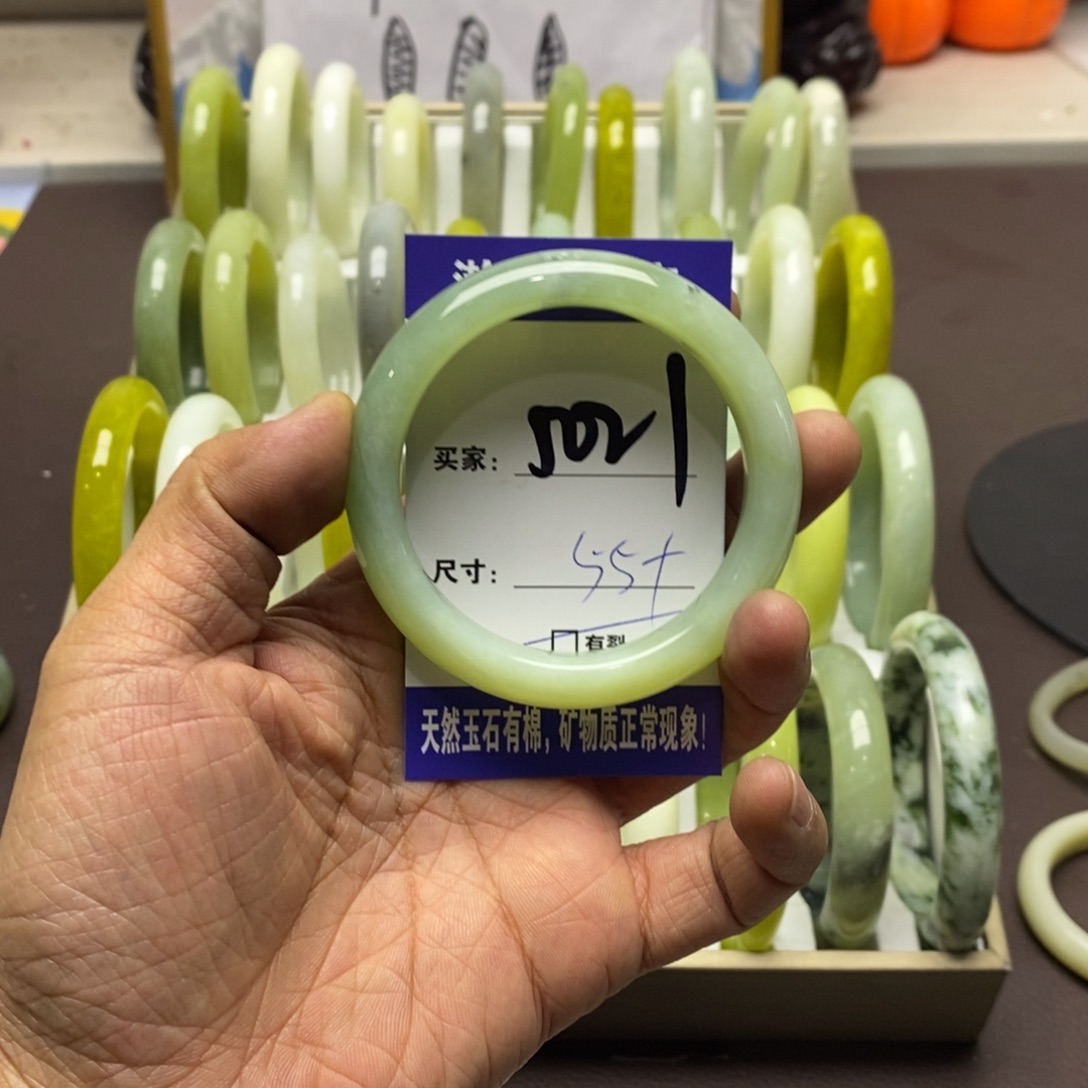 买家: 5021
尺寸: 55+
有裂
天然玉石有棉, 矿物质正常现象!